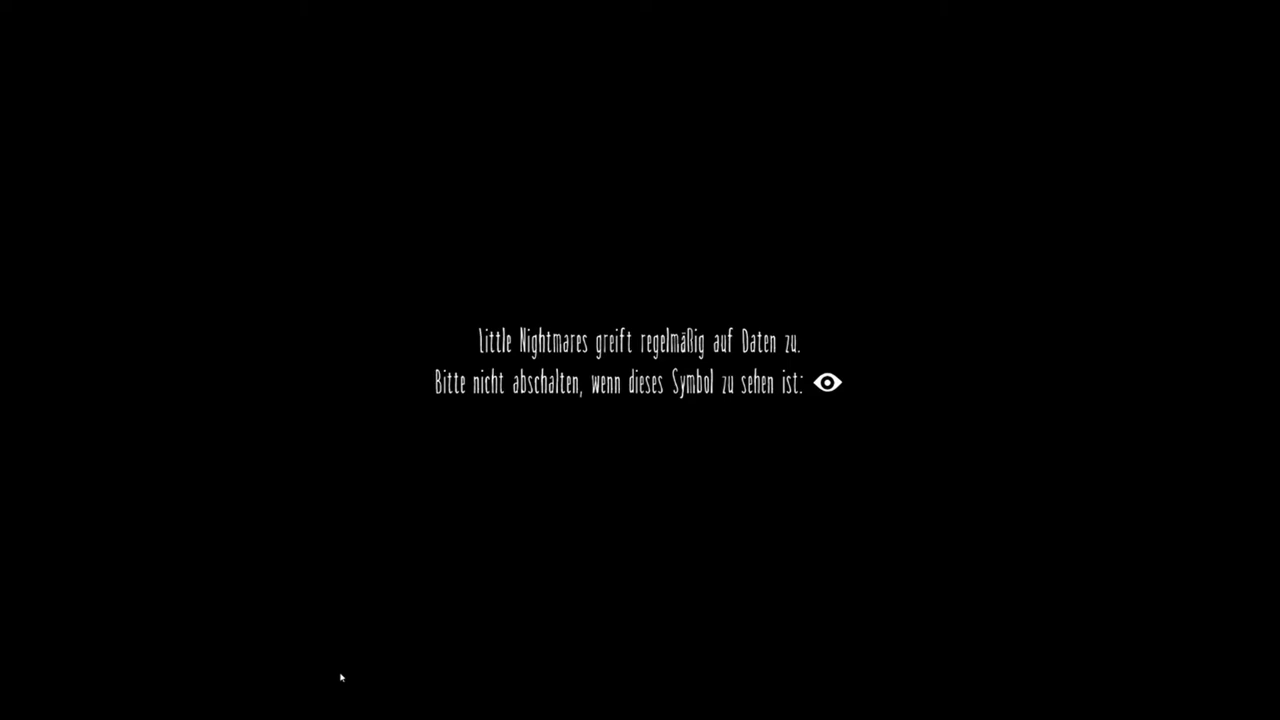 Little Nightmares greift regelmäßig auf Daten zu.
Bitte nicht abschalten, wenn dieses Symbol zu sehen ist: